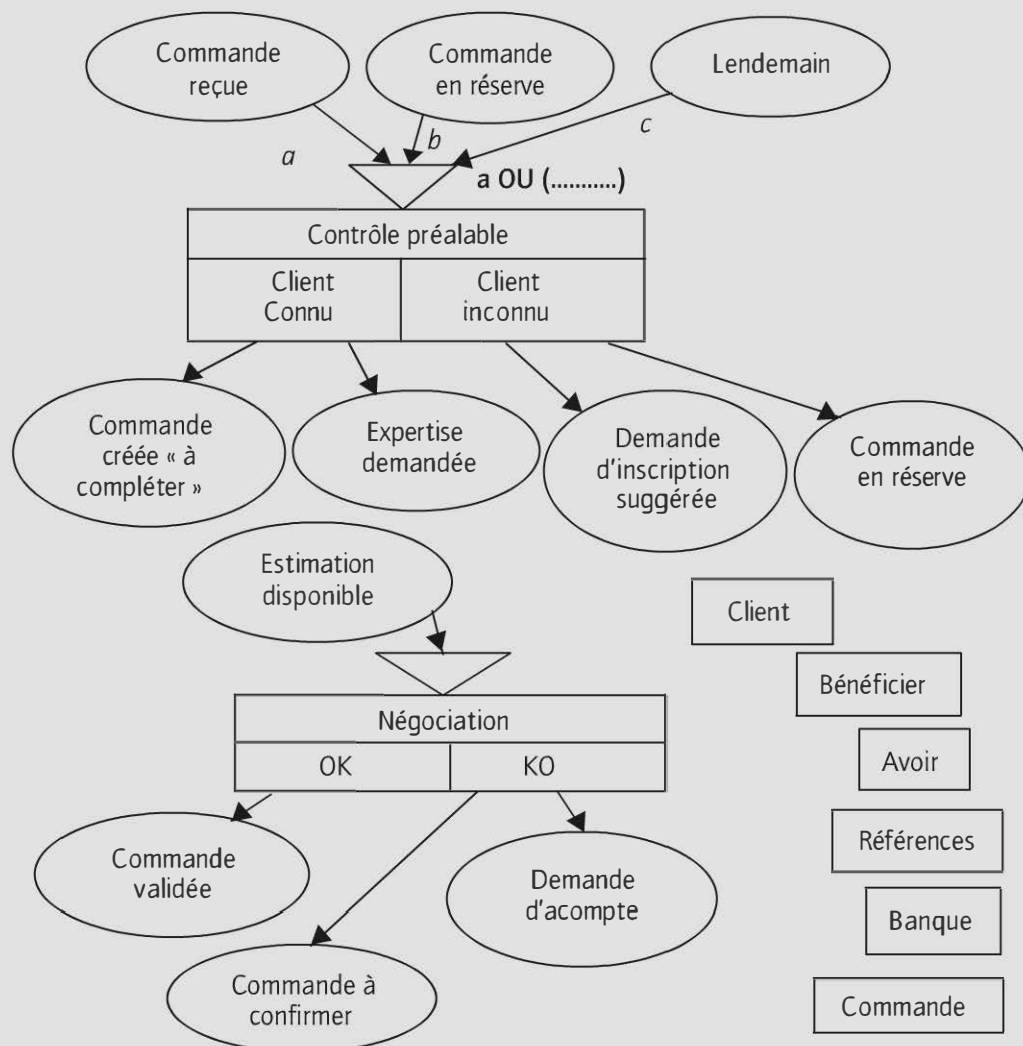 Commande
reçue
Commande
en réserve
Lendemain
a
b
c
a OU (...........)
Contrôle préalable
Client
Connu
Client
inconnu
Commande
créée « à
compléter »
Expertise
demandée
Demande
d'inscription
suggérée
Commande
en réserve
Estimation
disponible
Client
Bénéficier
Négociation
OK
KO
Avoir
Références
Commande
validée
Demande
d'acompte
Banque
Commande à
confirmer
Commande